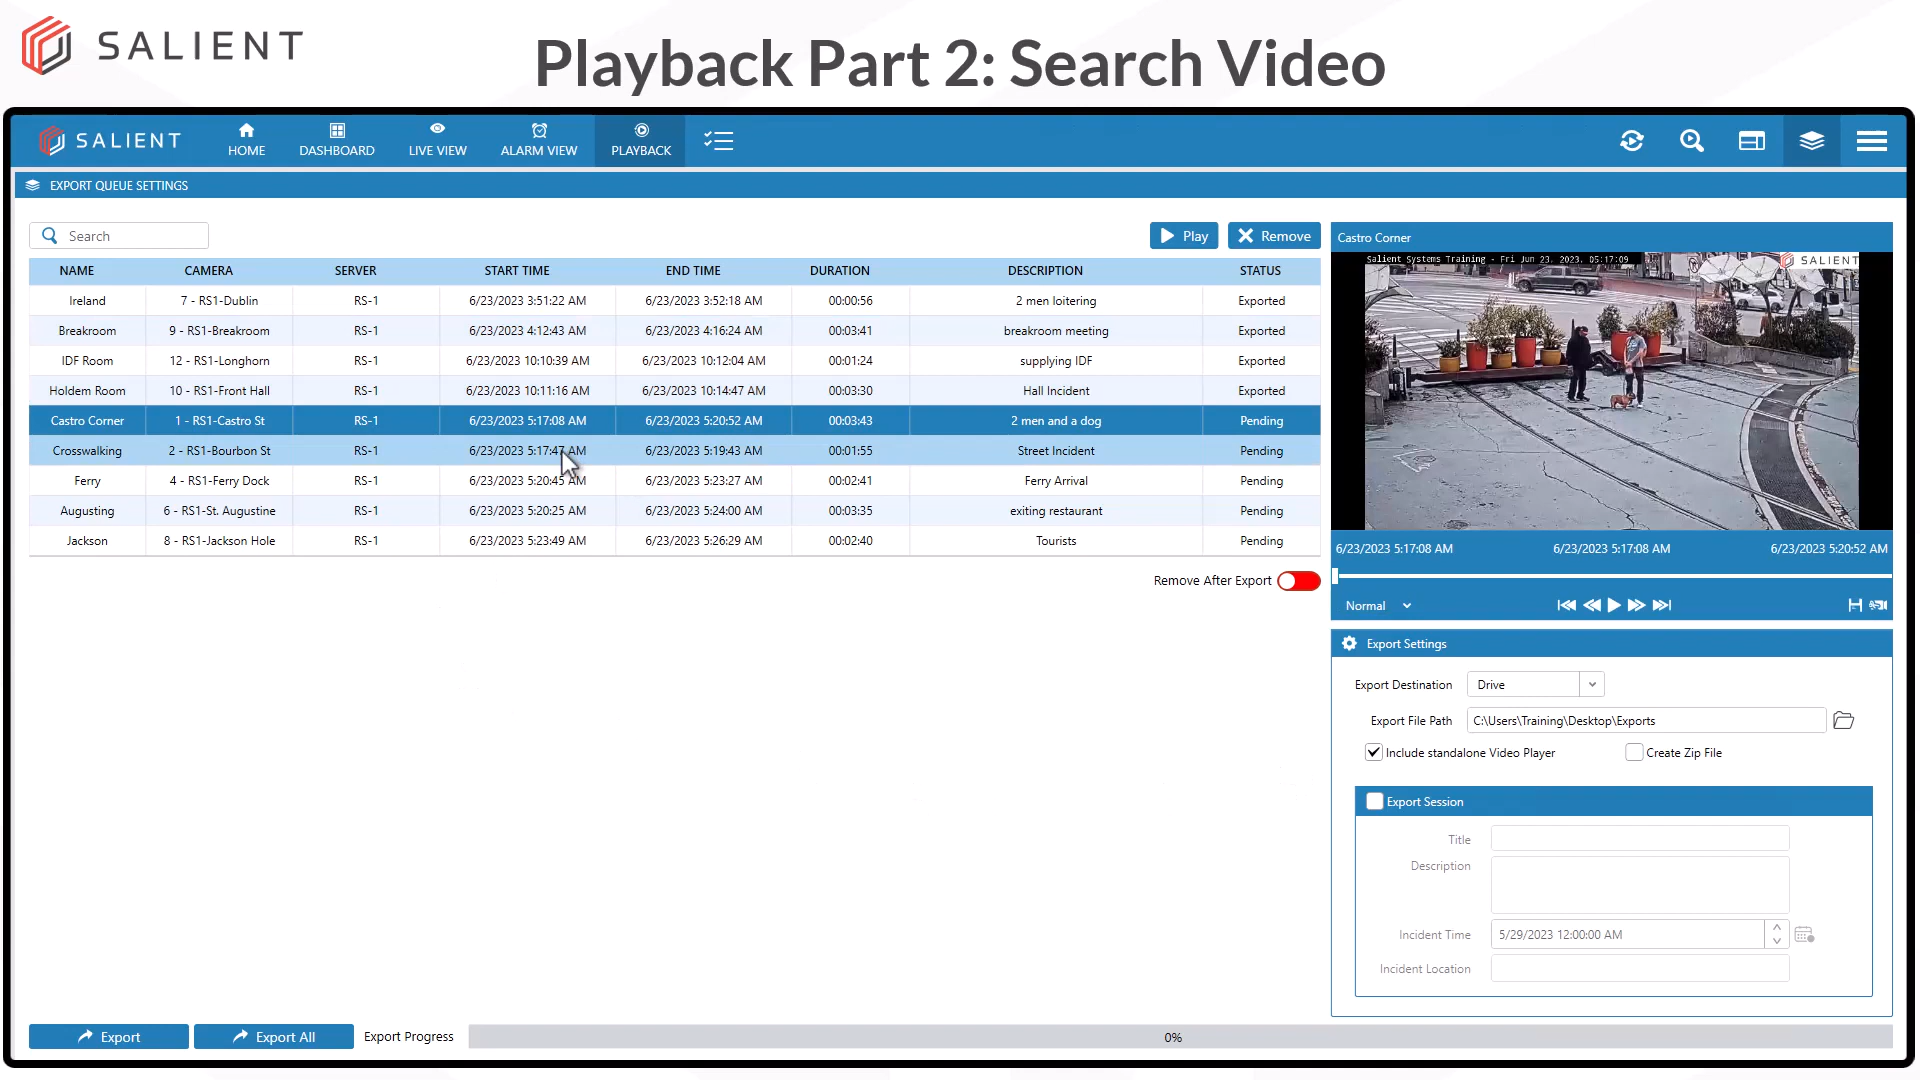 SALIENT
Playback Part 2: Search Video
SALIENT HOME DASHBOARD LIVE VIEW ALARM VIEW PLAYBACK
EXPORT QUEUE SETTINGS
Search Play Remove
NAME CAMERA SERVER START TIME END TIME DURATION DESCRIPTION STATUS
Ireland 7 - RS1-Dublin RS-1 6/23/2023 3:51:22 AM 6/23/2023 3:52:18 AM 00:00:56 2 men loitering Exported
Breakroom 9 - RS1-Breakroom RS-1 6/23/2023 4:12:43 AM 6/23/2023 4:16:24 AM 00:03:41 breakroom meeting Exported
IDF Room 12 - RS1-Longhorn RS-1 6/23/2023 10:10:39 AM 6/23/2023 10:12:04 AM 00:01:24 supplying IDF Exported
Holdem Room 10 - RS1-Front Hall RS-1 6/23/2023 10:11:16 AM 6/23/2023 10:14:47 AM 00:03:30 Hall Incident Exported
Castro Corner 1 - RS1-Castro St RS-1 6/23/2023 5:17:08 AM 6/23/2023 5:20:52 AM 00:03:43 2 men and a dog Pending
Crosswalking 2 - RS1-Bourbon St RS-1 6/23/2023 5:17:47 AM 6/23/2023 5:19:43 AM 00:01:55 Street Incident Pending
Ferry 4 - RS1-Ferry Dock RS-1 6/23/2023 5:20:45 AM 6/23/2023 5:23:27 AM 00:02:41 Ferry Arrival Pending
Augusting 6 - RS1-St. Augustine RS-1 6/23/2023 5:20:25 AM 6/23/2023 5:24:00 AM 00:03:35 exiting restaurant Pending
Jackson 8 - RS1-Jackson Hole RS-1 6/23/2023 5:23:49 AM 6/23/2023 5:26:29 AM 00:02:40 Tourists Pending
Remove After Export
Castro Corner
Salient Systems Training - Fri Jun 23. 2023. 05:17:09 SALIENT
6/23/2023 5:17:08 AM 6/23/2023 5:17:08 AM 6/23/2023 5:20:52 AM
Normal
Export Settings
Export Destination Drive
Export File Path C:\Users\Training\Desktop\Exports
Include standalone Video Player Create Zip File
Export Session
Title
Description
Incident Time 5/29/2023 12:00:00 AM
Incident Location
Export Export All Export Progress 0%